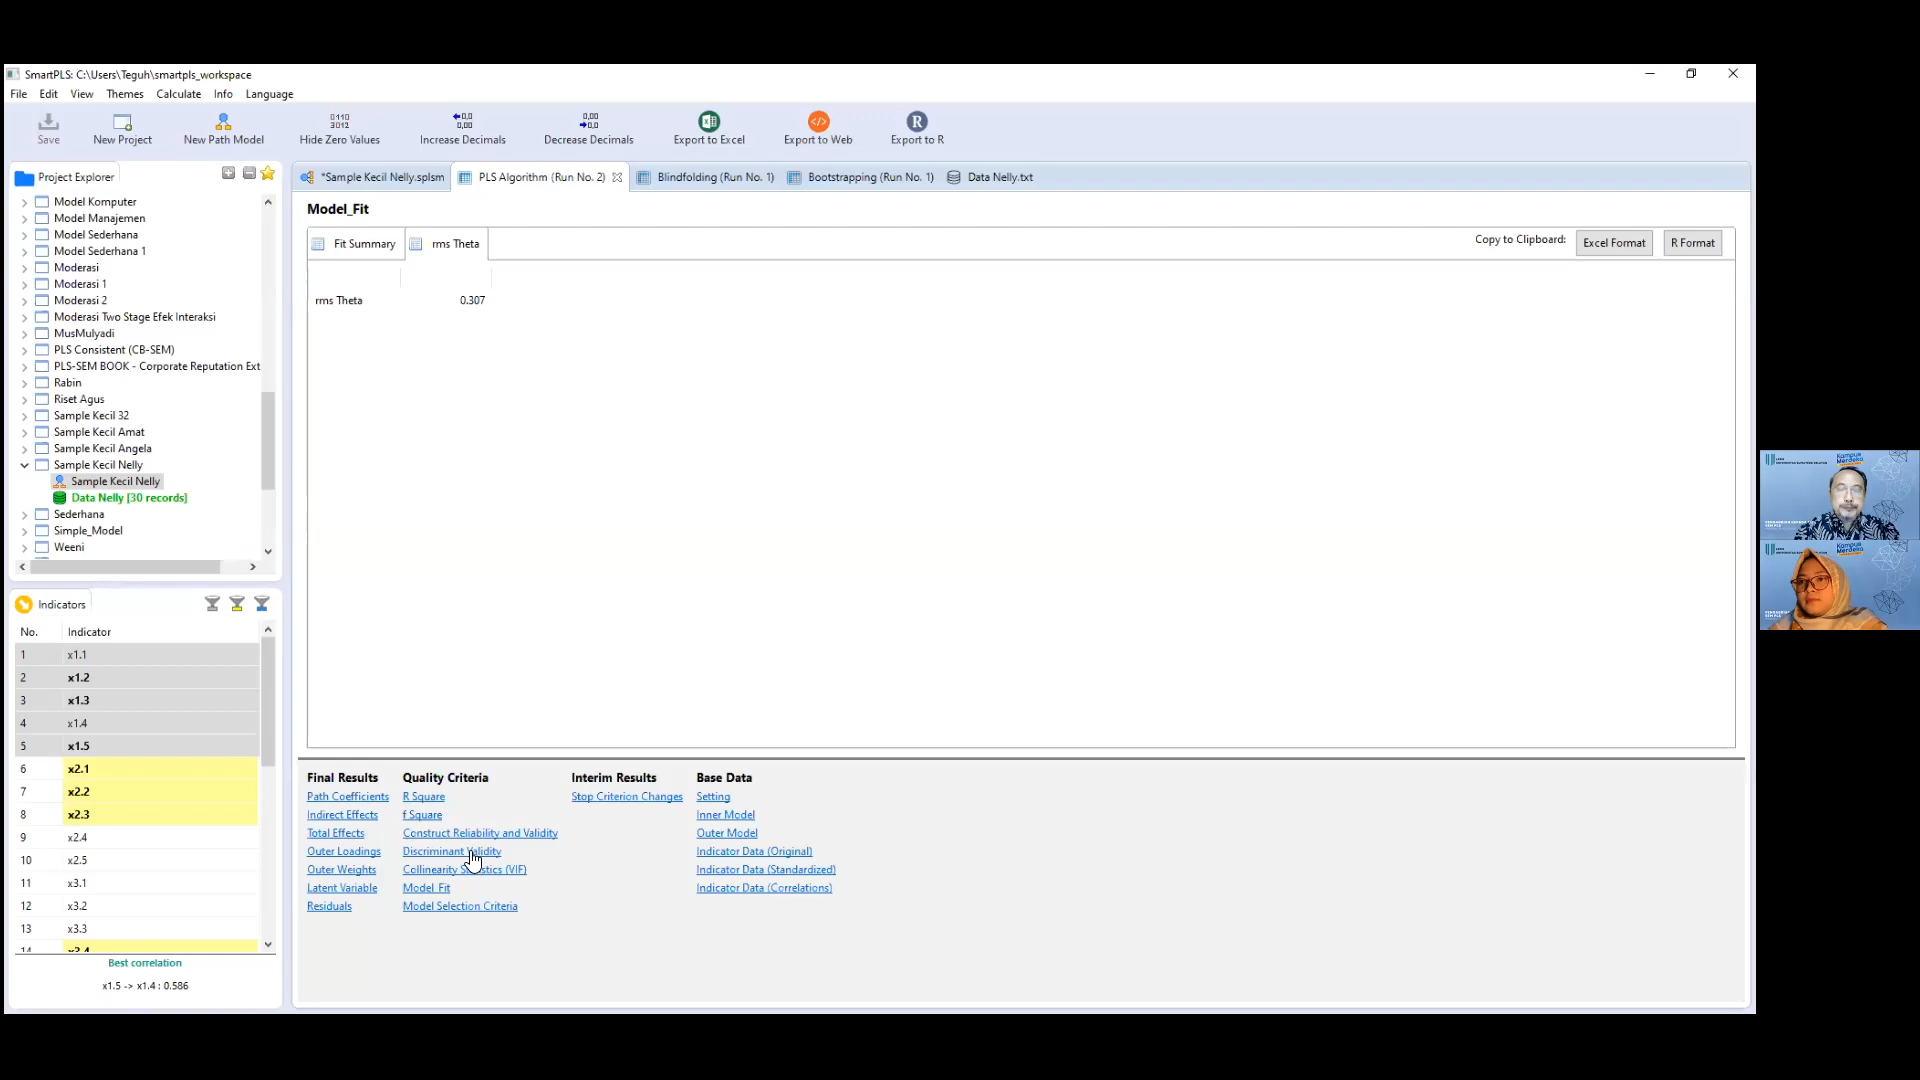 SmartPLS: C:\Users\Teguh\smartpls_workspace
File Edit View Themes Calculate Info Language
Save New Project New Path Model Hide Zero Values Increase Decimals Decrease Decimals Export to Excel Export to Web Export to R
Project Explorer
Model Komputer
Model Manajemen
Model Sederhana
Model Sederhana 1
Moderasi
Moderasi 1
Moderasi 2
Moderasi Two Stage Efek Interaksi
MusMulyadi
PLS Consistent (CB-SEM)
PLS-SEM BOOK - Corporate Reputation Ext
Rabin
Riset Agus
Sample Kecil 32
Sample Kecil Amat
Sample Kecil Angela
Sample Kecil Nelly
Sample Kecil Nelly
Data Nelly [30 records]
Sederhana
Simple_Model
Weeni
Indicators
No. Indicator
1 x1.1
2 x1.2
3 x1.3
4 x1.4
5 x1.5
6 x2.1
7 x2.2
8 x2.3
9 x2.4
10 x2.5
11 x3.1
12 x3.2
13 x3.3
14 x3.4
Best correlation
x1.5 -> x1.4 : 0.586
*Sample Kecil Nelly.splsm PLS Algorithm (Run No. 2) Blindfolding (Run No. 1) Bootstrapping (Run No. 1) Data Nelly.txt
Model_Fit
Fit Summary rms Theta
Copy to Clipboard: Excel Format R Format
rms Theta 0.307
Final Results
Path Coefficients
Indirect Effects
Total Effects
Outer Loadings
Outer Weights
Latent Variable
Residuals
Quality Criteria
R Square
f Square
Construct Reliability and Validity
Discriminant Validity
Collinearity Statistics (VIF)
Model_Fit
Model Selection Criteria
Interim Results
Stop Criterion Changes
Base Data
Setting
Inner Model
Outer Model
Indicator Data (Original)
Indicator Data (Standardized)
Indicator Data (Correlations)
Kampus
Merdeka
Kampus
Merdeka